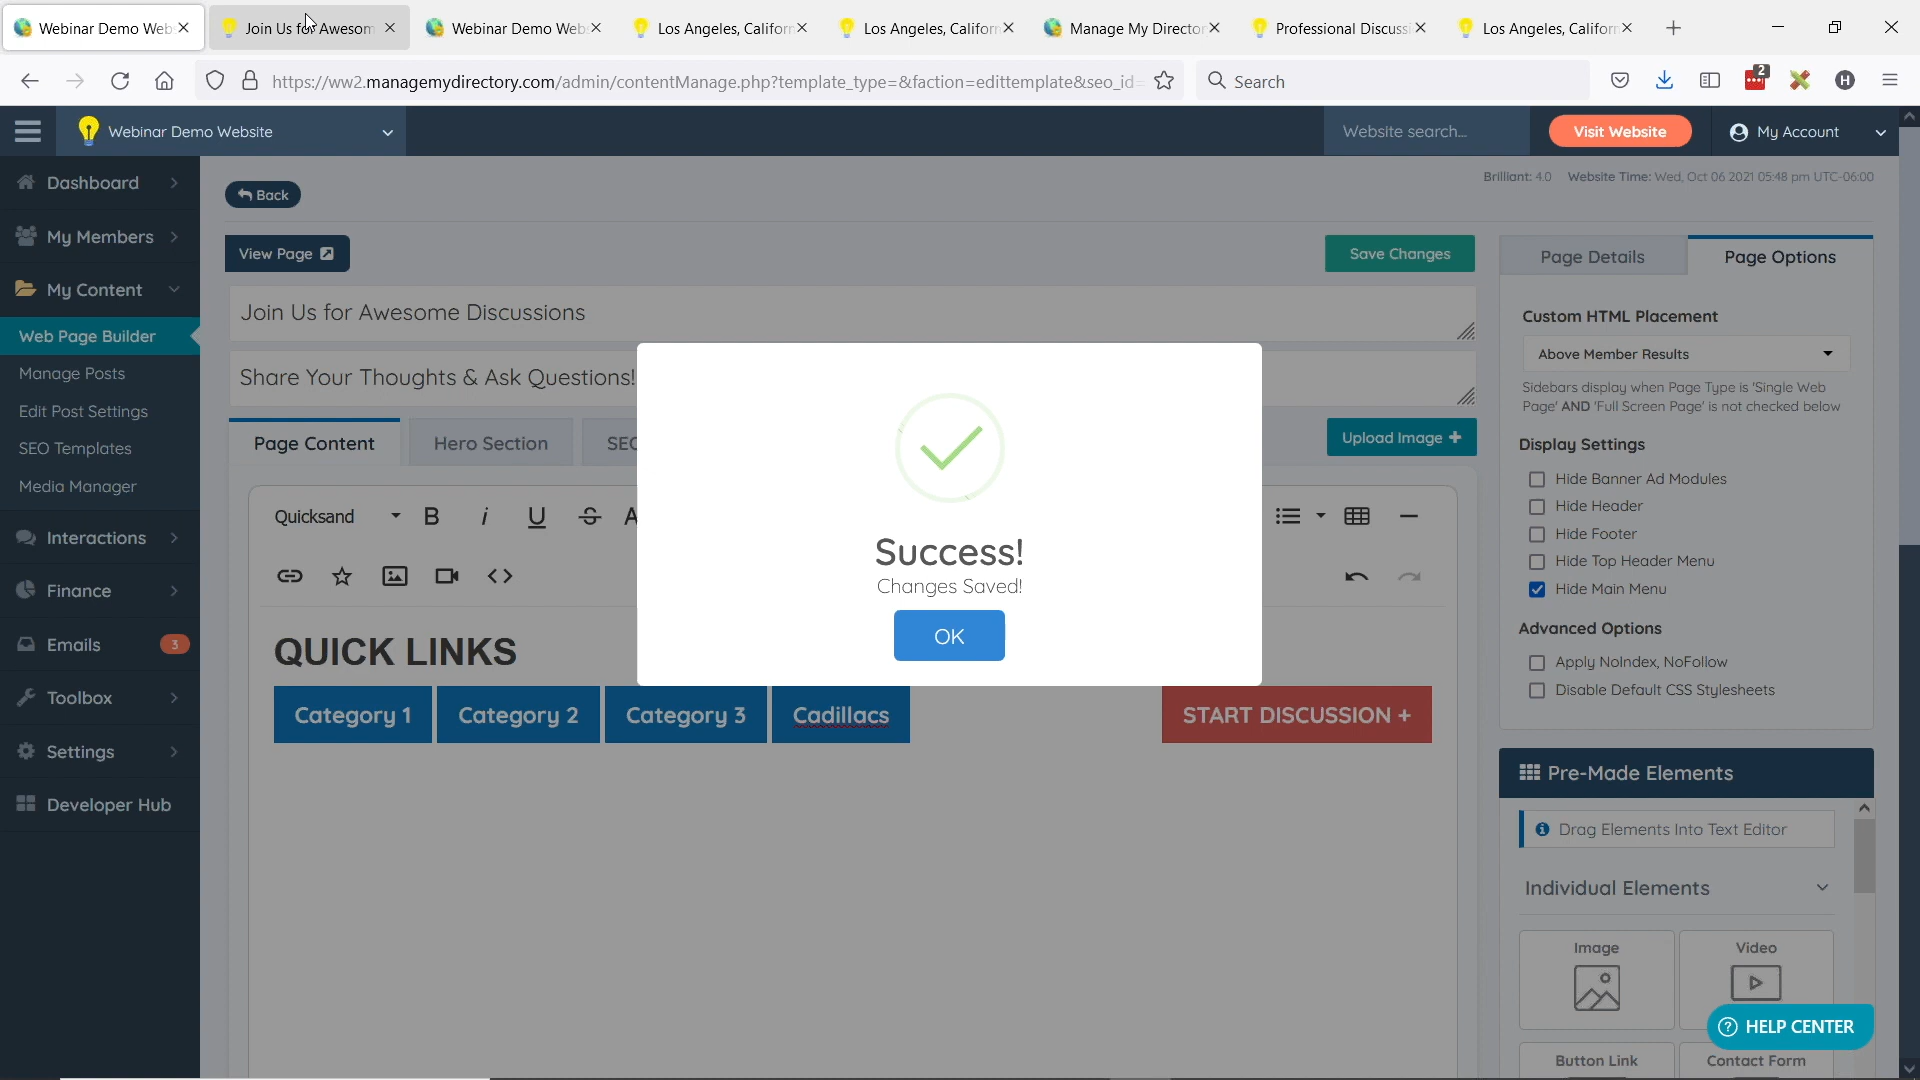 Webinar Demo Web
Join Us for Awesom
Webinar Demo Web
Los Angeles, Californ
Los Angeles, Californ
Manage My Director
Professional Discuss
Los Angeles, Californ
https://ww2.managemydirectory.com/admin/contentManage.php?template_type=&faction=edittemplate&seo_id=
Search
2
H
Webinar Demo Website
Website search...
Visit Website
My Account
Dashboard
My Members
My Content
Web Page Builder
Manage Posts
Edit Post Settings
SEO Templates
Media Manager
Interactions
Finance
Emails 3
Toolbox
Settings
Developer Hub
Back
Brilliant: 4.0 Website Time: Wed, Oct 06 2021 05:48 pm UTC-06:00
View Page
Save Changes
Join Us for Awesome Discussions
Share Your Thoughts & Ask Questions!
Page Content
Hero Section
SEO
Upload Image +
Quicksand
B i U S A
QUICK LINKS
Category 1
Category 2
Category 3
Cadillacs
START DISCUSSION +
Success!
Changes Saved!
OK
Page Details
Page Options
Custom HTML Placement
Above Member Results
Sidebars display when Page Type is 'Single Web
Page' AND 'Full Screen Page' is not checked below
Display Settings
Hide Banner Ad Modules
Hide Header
Hide Footer
Hide Top Header Menu
Hide Main Menu
Advanced Options
Apply NoIndex, NoFollow
Disable Default CSS Stylesheets
Pre-Made Elements
Drag Elements Into Text Editor
Individual Elements
Image
Video
HELP CENTER
Button Link
Contact Form